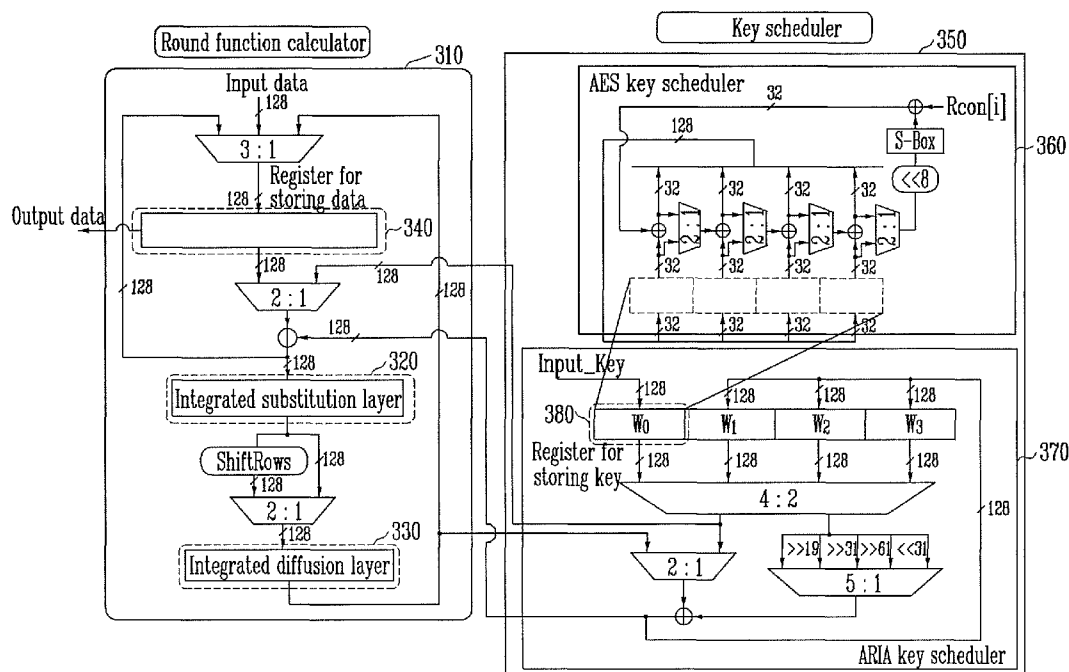 Round function calculator
310
Input data
128
3 : 1
128
Register for
storing data
Output data
340
128
128
128
128
2 : 1
128
128
320
Integrated substitution layer
ShiftRows
128
128
2 : 1
128
330
Integrated diffusion layer
Key scheduler
350
AES key scheduler
32
Rcon[i]
128
S-Box
360
<<8
32
32
32
32
2 : 1
2 : 1
2 : 1
2 : 1
32
32
32
32
32
32
32
32
Input_Key
128
128
128
128
380
W0
W1
W2
W3
Register for
storing key
128
128
128
128
370
4 : 2
128
>>19
>>31
>>61
<<31
2 : 1
5 : 1
ARIA key scheduler